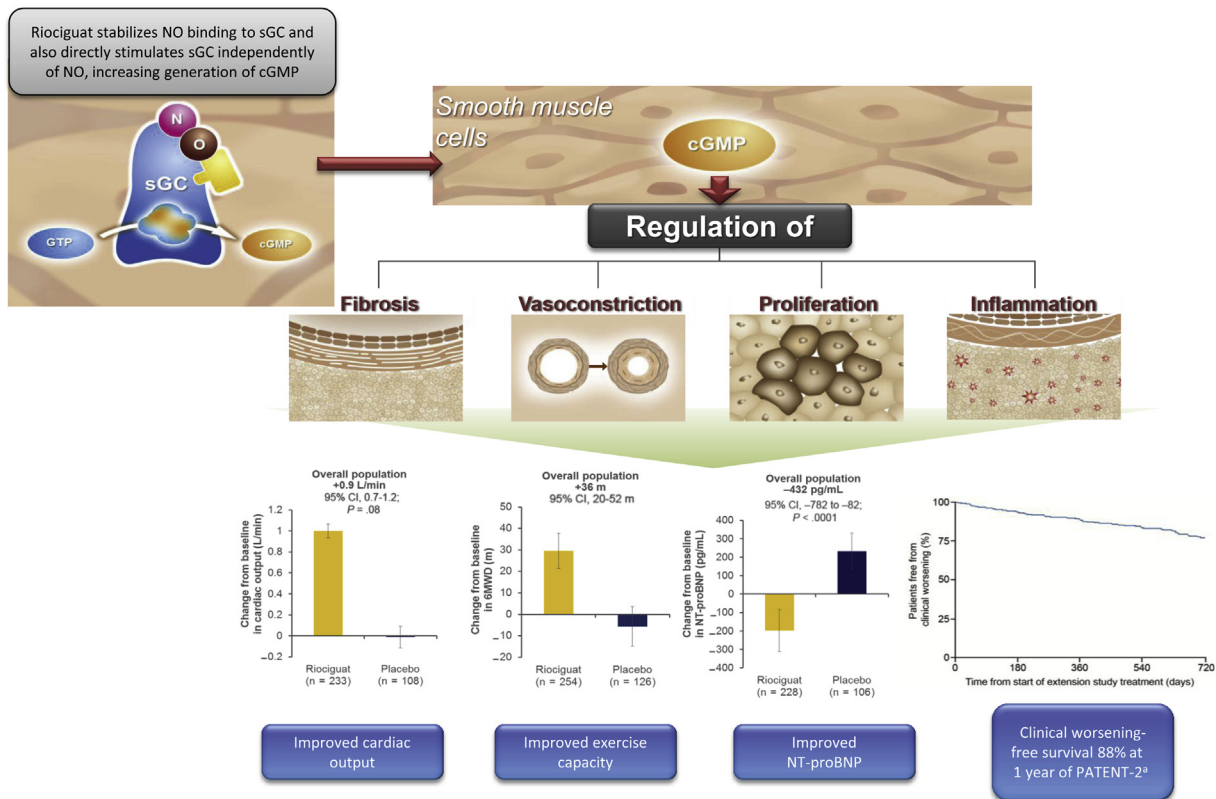 Riociguat stabilizes NO binding to sGC and
also directly stimulates sGC independently
of NO, increasing generation of cGMP
N
O
sGC
GTP
cGMP
Smooth muscle
cells
cGMP
Regulation of
Fibrosis
Vasoconstriction
Proliferation
Inflammation
Overall population
+0.9 L/min
95% CI, 0.7-1.2;
P = .08
Change from baseline
in cardiac output (L/min)
1.2
1
0.8
0.6
0.4
0.2
0
–0.2
Riociguat
(n = 233)
Placebo
(n = 108)
Overall population
+36 m
95% CI, 20-52 m
Change from baseline
in 6MWD (m)
50
40
30
20
10
0
–10
–20
Riociguat
(n = 254)
Placebo
(n = 126)
Overall population
–432 pg/mL
95% CI, –782 to –82;
P < .0001
Change from baseline
in NT-proBNP (pg/mL)
400
300
200
100
0
–100
–200
–300
–400
Riociguat
(n = 228)
Placebo
(n = 106)
Patients free from
clinical worsening (%)
100
75
50
25
0
0
180
360
540
720
Time from start of extension study treatment (days)
Improved cardiac
output
Improved exercise
capacity
Improved
NT-proBNP
Clinical worsening-
free survival 88% at
1 year of PATENT-2ᵃ